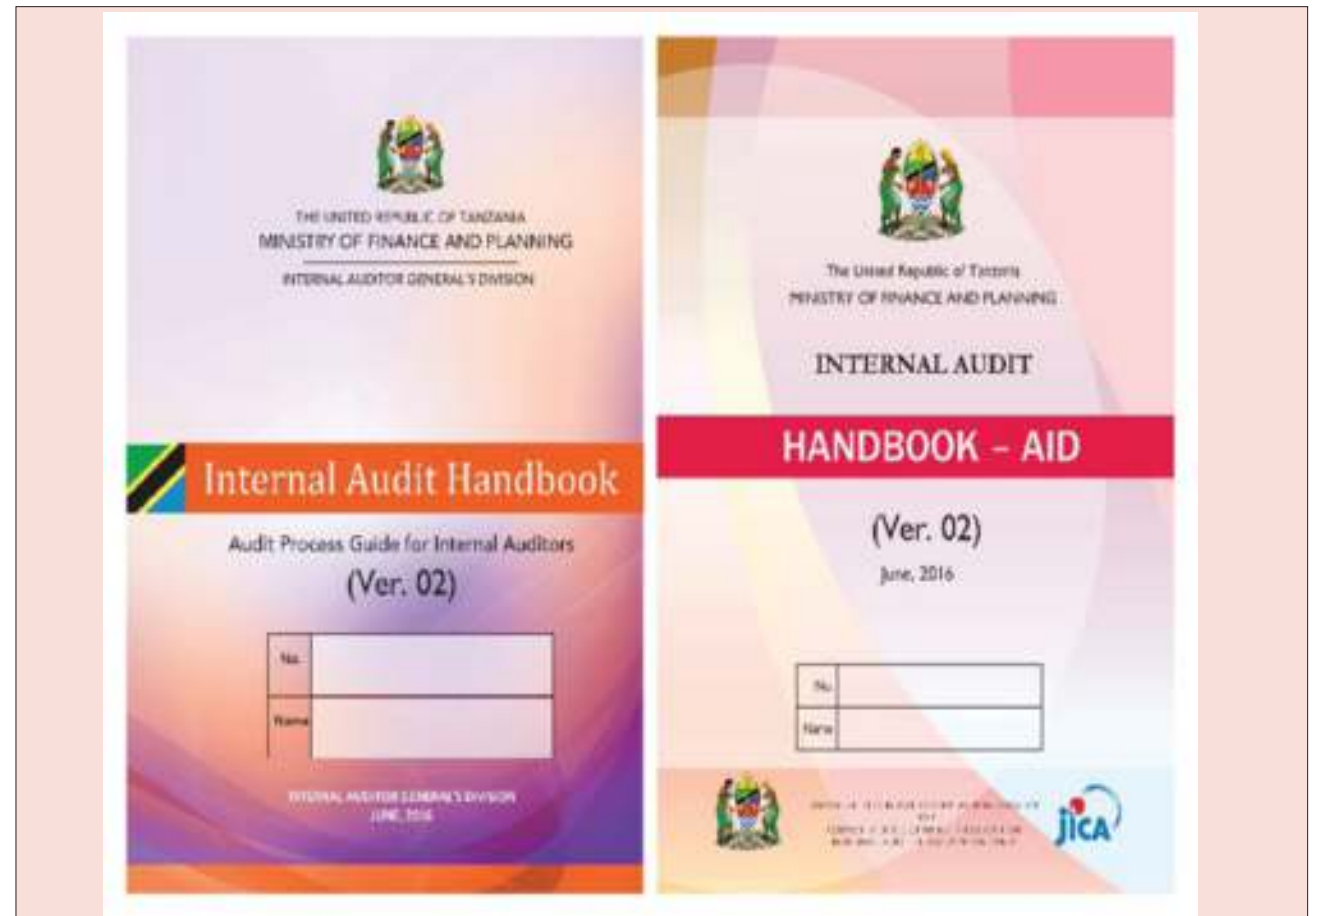 THE UNITED REPUBLIC OF TANZANIA
MINISTRY OF FINANCE AND PLANNING
INTERNAL AUDITOR GENERAL'S DIVISION
Internal Audit Handbook
Audit Process Guide for Internal Auditors
(Ver. 02)
No.
Name
INTERNAL AUDITOR GENERAL'S DIVISION
JUNE, 2016
The United Republic of Tanzania
MINISTRY OF FINANCE AND PLANNING
INTERNAL AUDIT
HANDBOOK – AID
(Ver. 02)
June, 2016
No.
Name
jICA